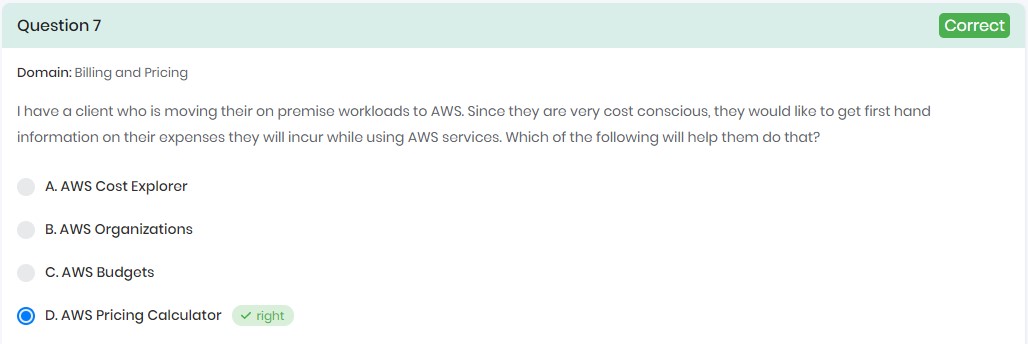 Question 7
Correct
Domain: Billing and Pricing
I have a client who is moving their on premise workloads to AWS. Since they are very cost conscious, they would like to get first hand
information on their expenses they will incur while using AWS services. Which of the following will help them do that?
A. AWS Cost Explorer
B. AWS Organizations
C. AWS Budgets
D. AWS Pricing Calculator
right